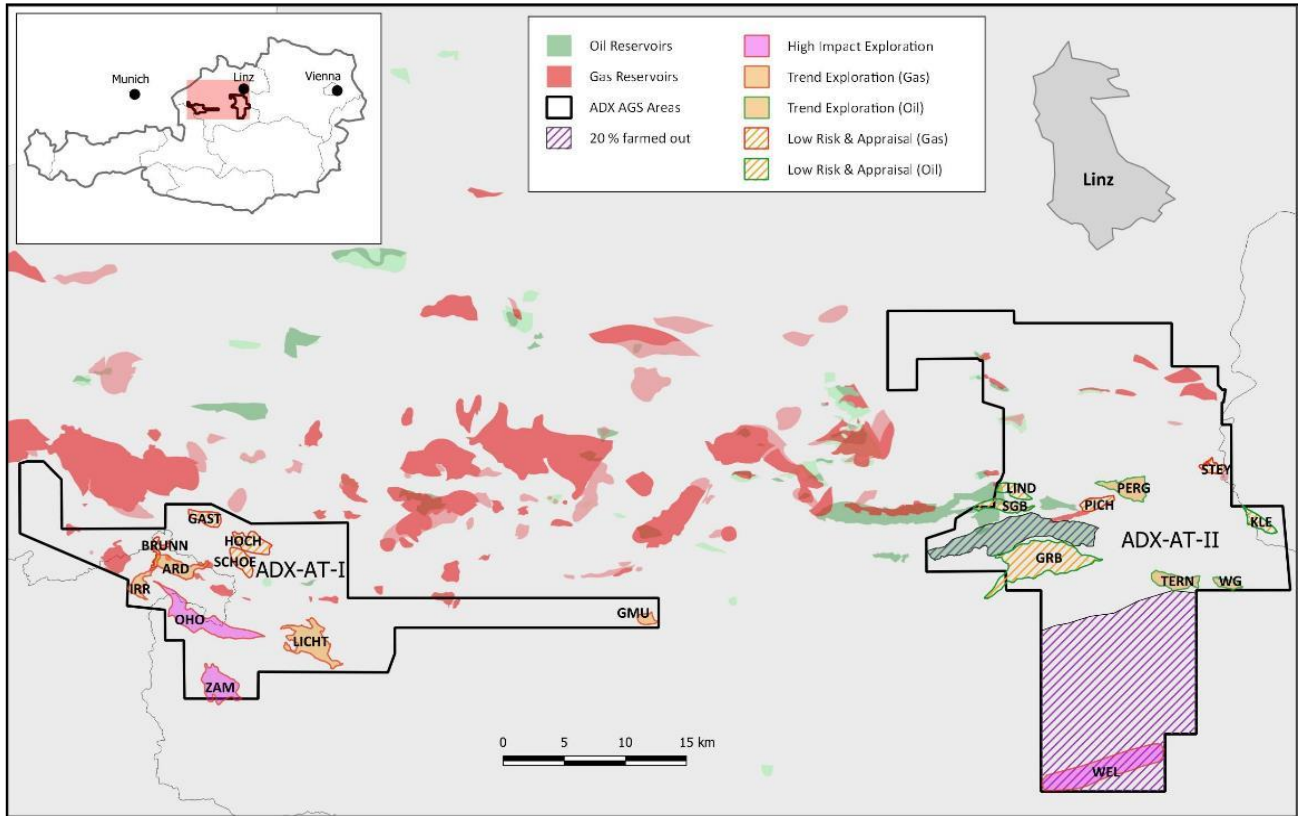 Munich
Linz
Vienna
Oil Reservoirs
Gas Reservoirs
ADX AGS Areas
20 % farmed out
High Impact Exploration
Trend Exploration (Gas)
Trend Exploration (Oil)
Low Risk & Appraisal (Gas)
Low Risk & Appraisal (Oil)
Linz
STEY
LIND
PERG
SGB
PICH
KLE
GAST
HOCH
BRUNN
SCHOE
ARD
ADX-AT-I
ADX-AT-II
GRB
IRR
TERN
WG
OHO
GMU
LICHT
ZAM
0 5 10 15 km
WEL